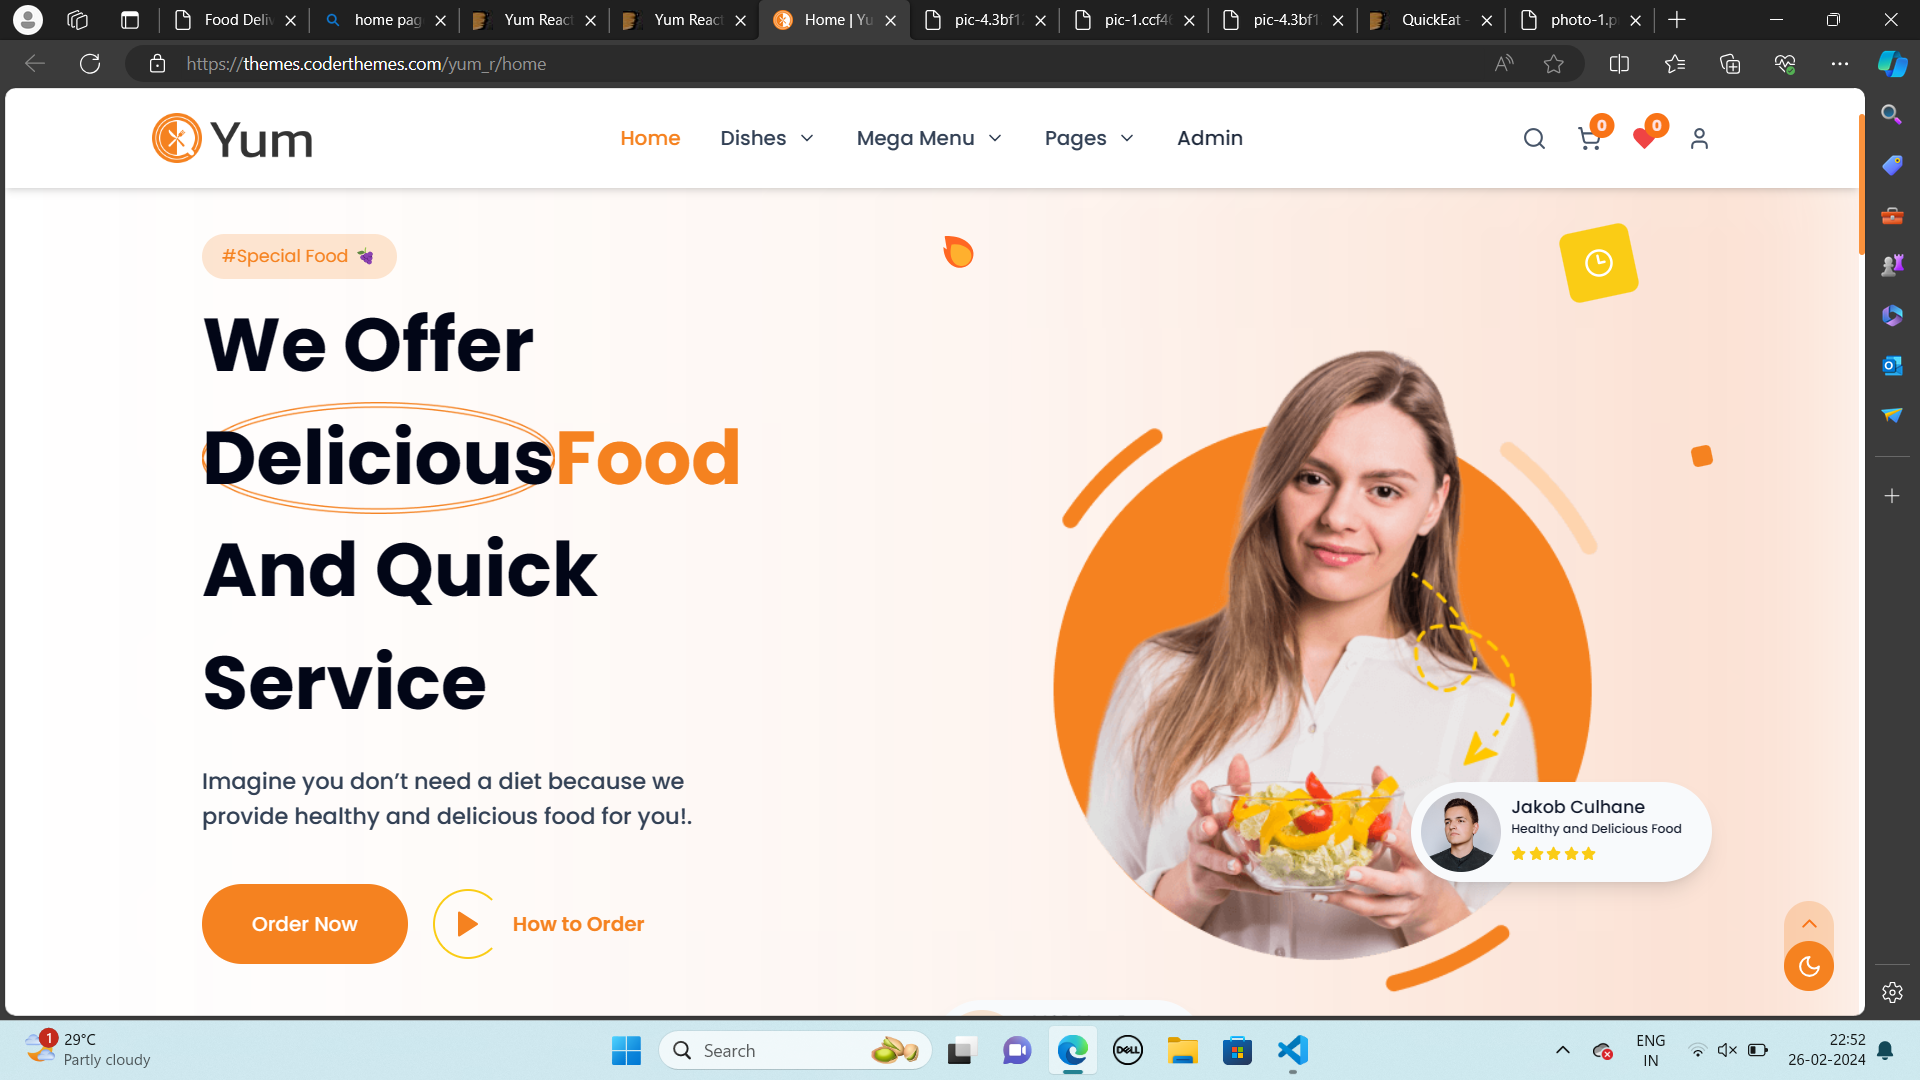 Food Deliv
home pag
Yum React
Yum React
Home | Yu
pic-4.3bf1
pic-1.ccf4
pic-4.3bf1
QuickEat -
photo-1.p
https://themes.coderthemes.com/yum_r/home
Yum
Home
Dishes
Mega Menu
Pages
Admin
0
0
#Special Food
We Offer
DeliciousFood
And Quick
Service
Imagine you don’t need a diet because we
provide healthy and delicious food for you!.
Order Now
How to Order
Jakob Culhane
Healthy and Delicious Food
1
29°C
Partly cloudy
Search
DELL
ENG
IN
22:52
26-02-2024